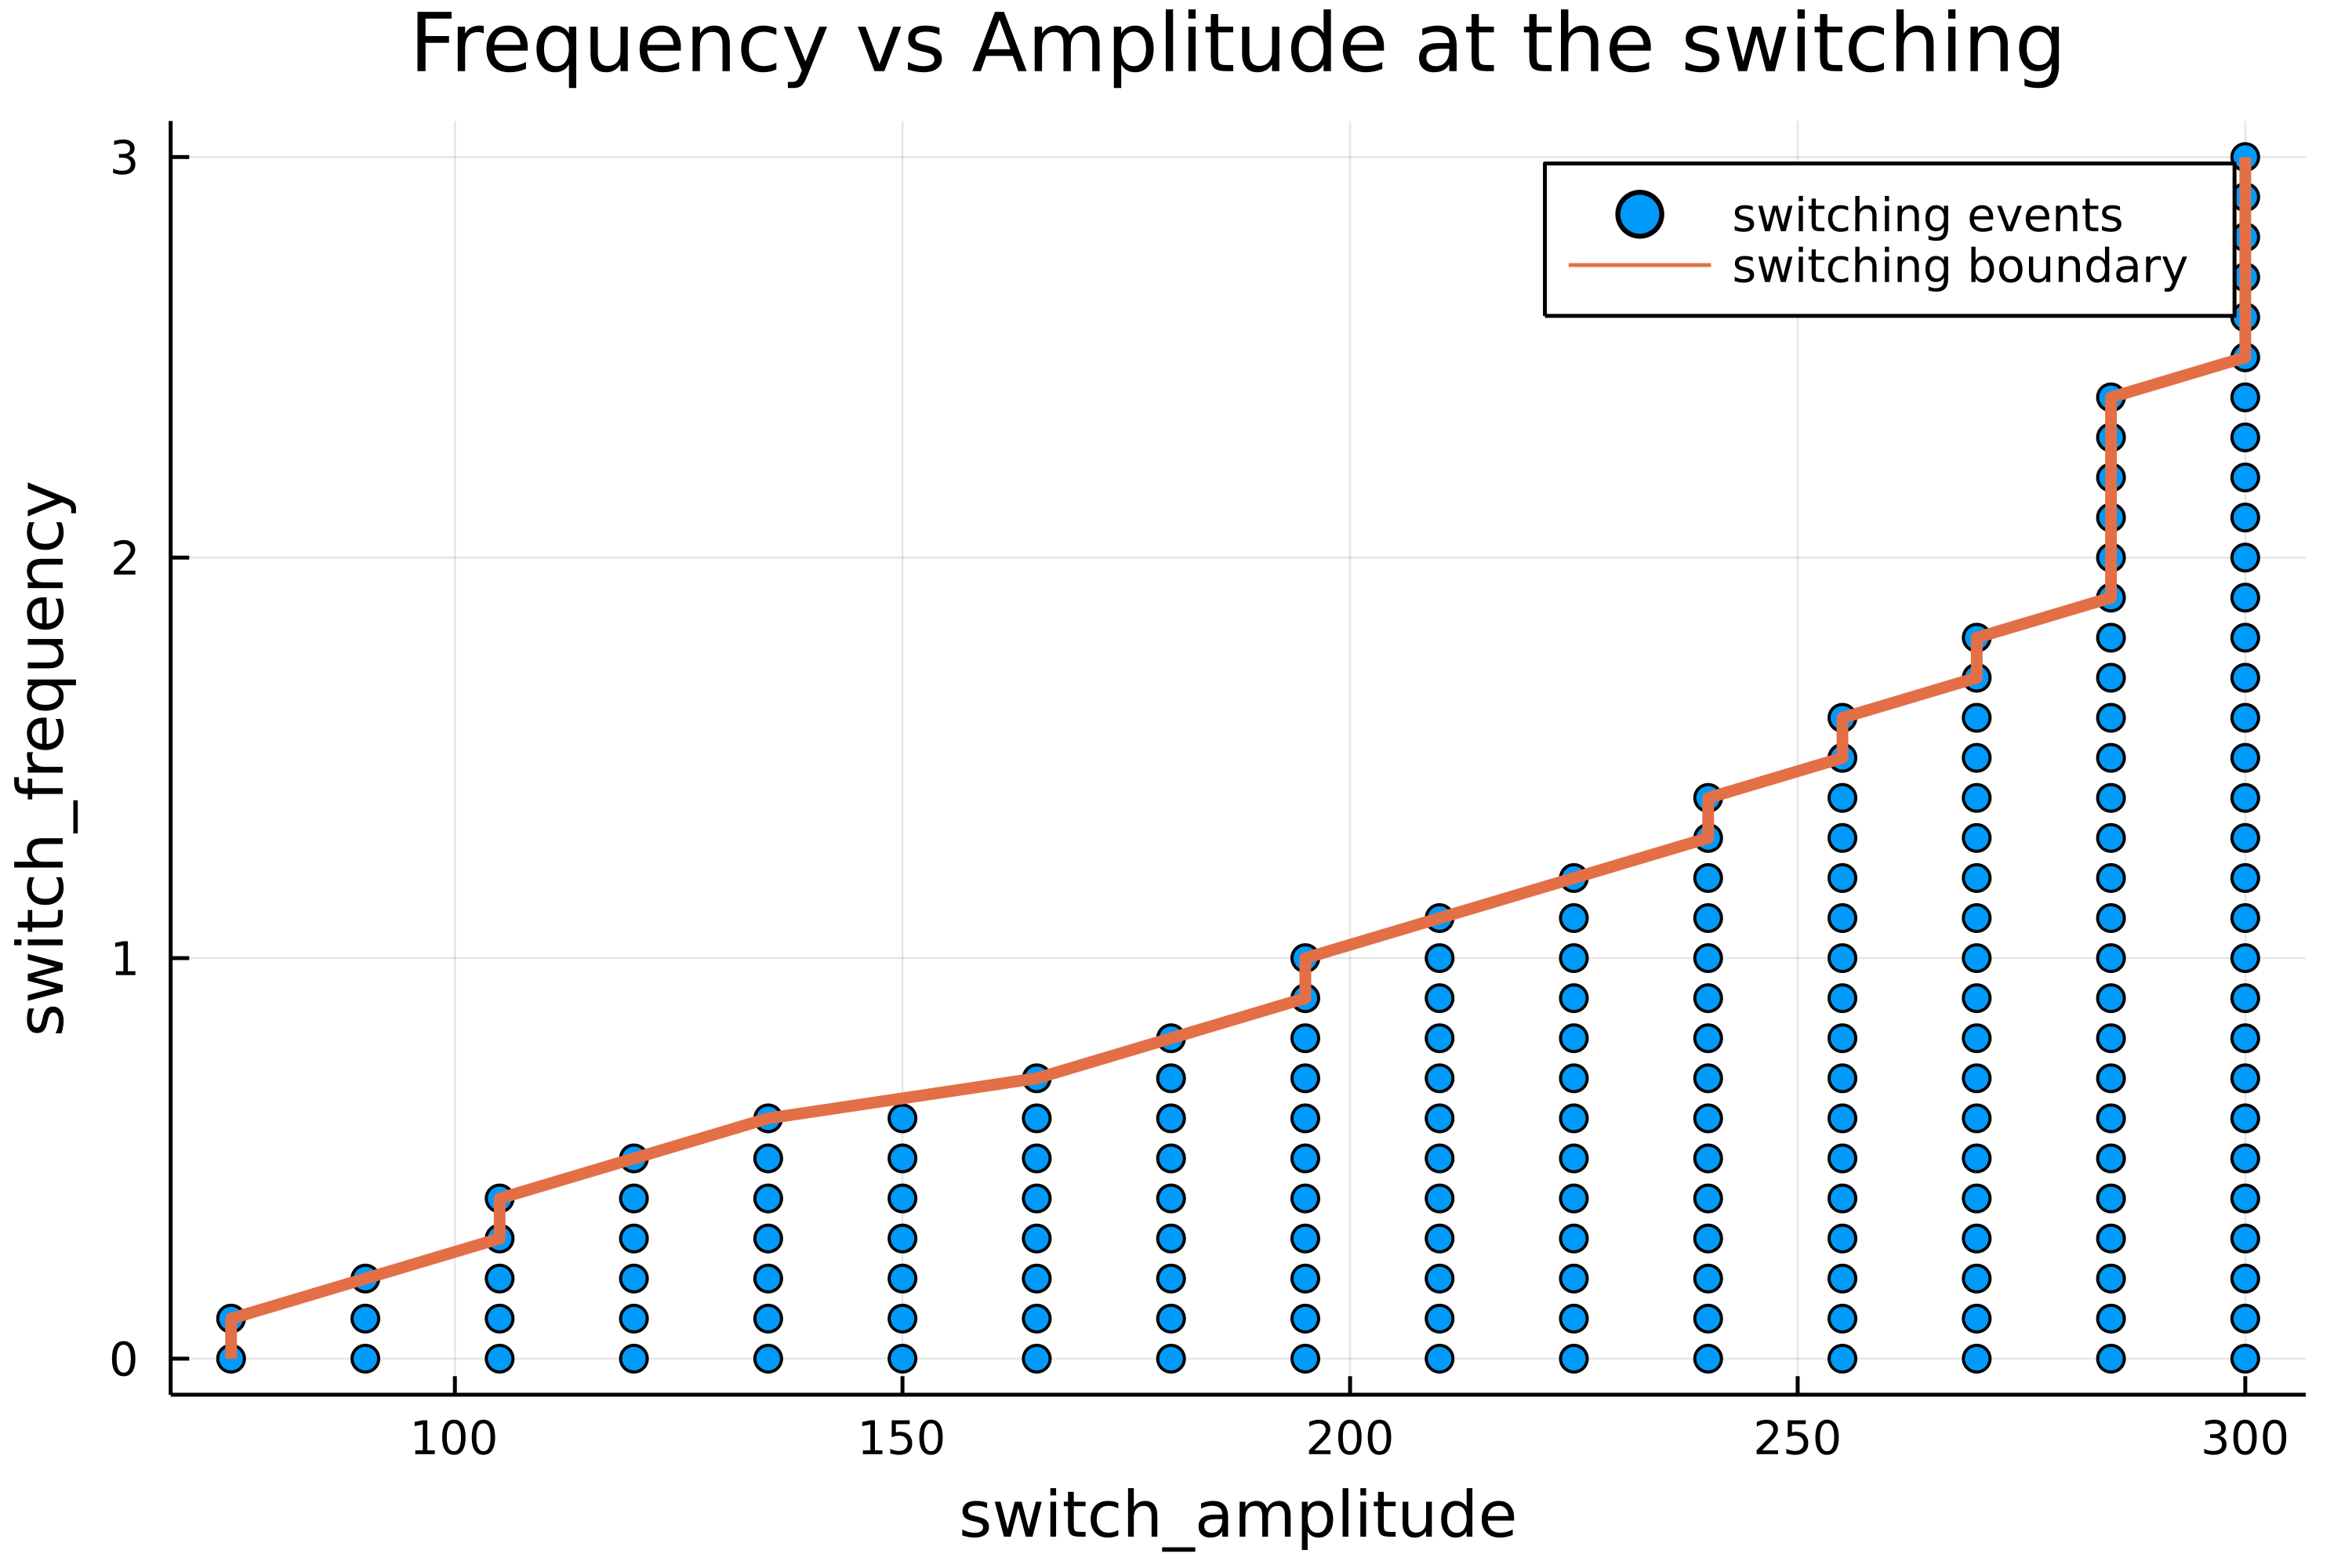 Frequency vs Amplitude at the switching
switching events
switching boundary
switch_frequency
3
2
1
0
100 150 200 250 300
switch_amplitude